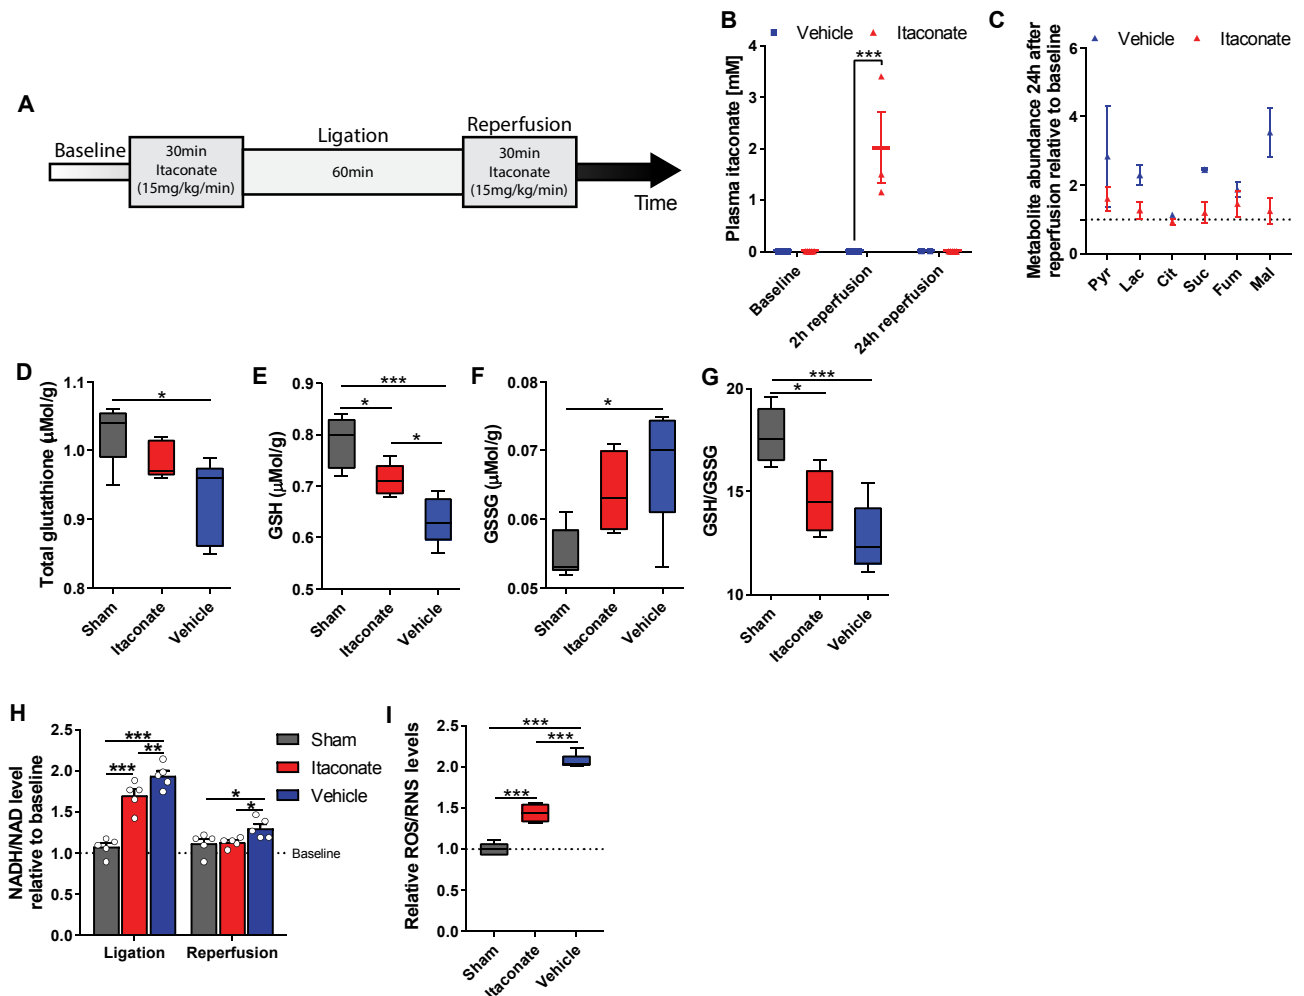 A
Baseline
30min
Itaconate
(15mg/kg/min)
Ligation
60min
Reperfusion
30min
Itaconate
(15mg/kg/min)
Time
B
Vehicle
Itaconate
Plasma itaconate [mM]
4
3
2
1
0
***
Baseline
2h reperfusion
24h reperfusion
C
Vehicle
Itaconate
Metabolite abundance 24h after
reperfusion relative to baseline
6
4
2
0
Pyr
Lac
Cit
Suc
Fum
Mal
D
Total glutathione (µMol/g)
1.1
1.0
0.9
0.8
*
Sham
Itaconate
Vehicle
E
GSH (µMol/g)
0.9
0.8
0.7
0.6
0.5
***
*
*
Sham
Itaconate
Vehicle
F
GSSG (µMol/g)
0.08
0.07
0.06
0.05
*
Sham
Itaconate
Vehicle
G
GSH/GSSG
20
15
10
***
*
Sham
Itaconate
Vehicle
H
NADH/NAD level
relative to baseline
2.5
2.0
1.5
1.0
0.5
0.0
***
**
***
*
*
Baseline
Ligation
Reperfusion
Sham
Itaconate
Vehicle
I
Relative ROS/RNS levels
2.5
2.0
1.5
1.0
0.5
0.0
***
***
***
Sham
Itaconate
Vehicle